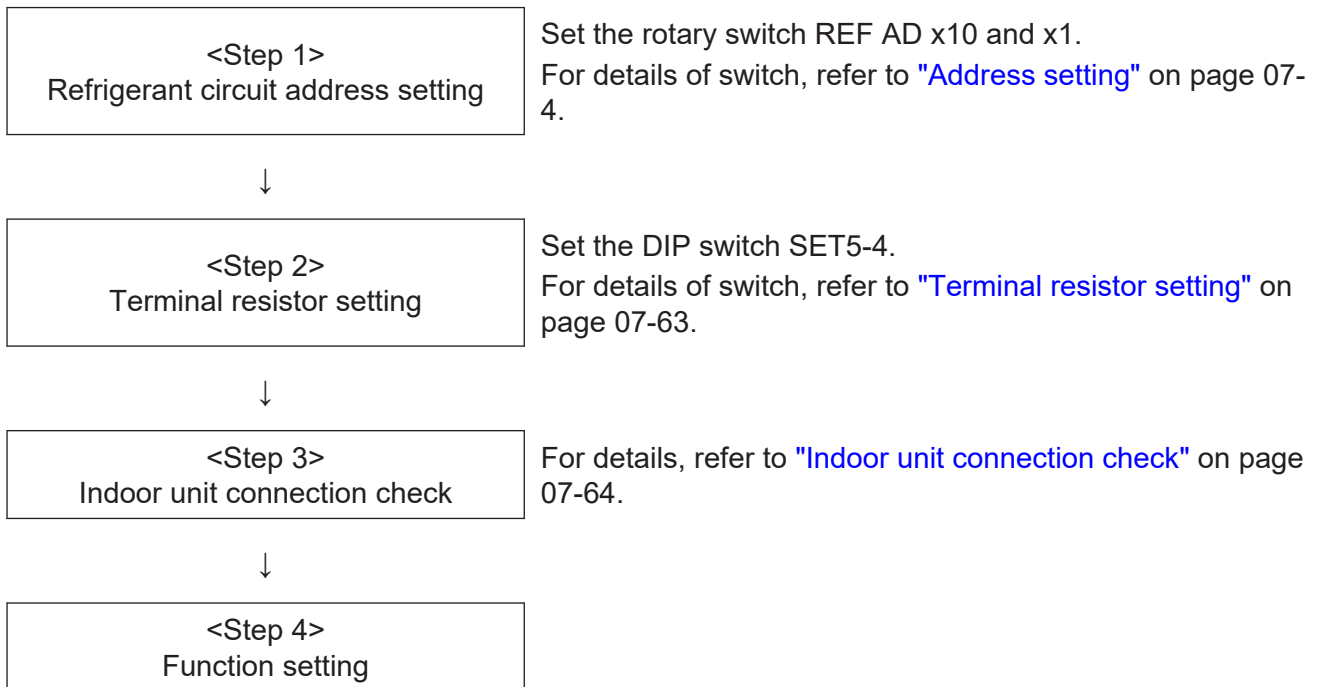 <Step 1>
Refrigerant circuit address setting
Set the rotary switch REF AD x10 and x1.
For details of switch, refer to "Address setting" on page 07-
4.
↓
<Step 2>
Terminal resistor setting
Set the DIP switch SET5-4.
For details of switch, refer to "Terminal resistor setting" on
page 07-63.
↓
<Step 3>
Indoor unit connection check
For details, refer to "Indoor unit connection check" on page
07-64.
↓
<Step 4>
Function setting